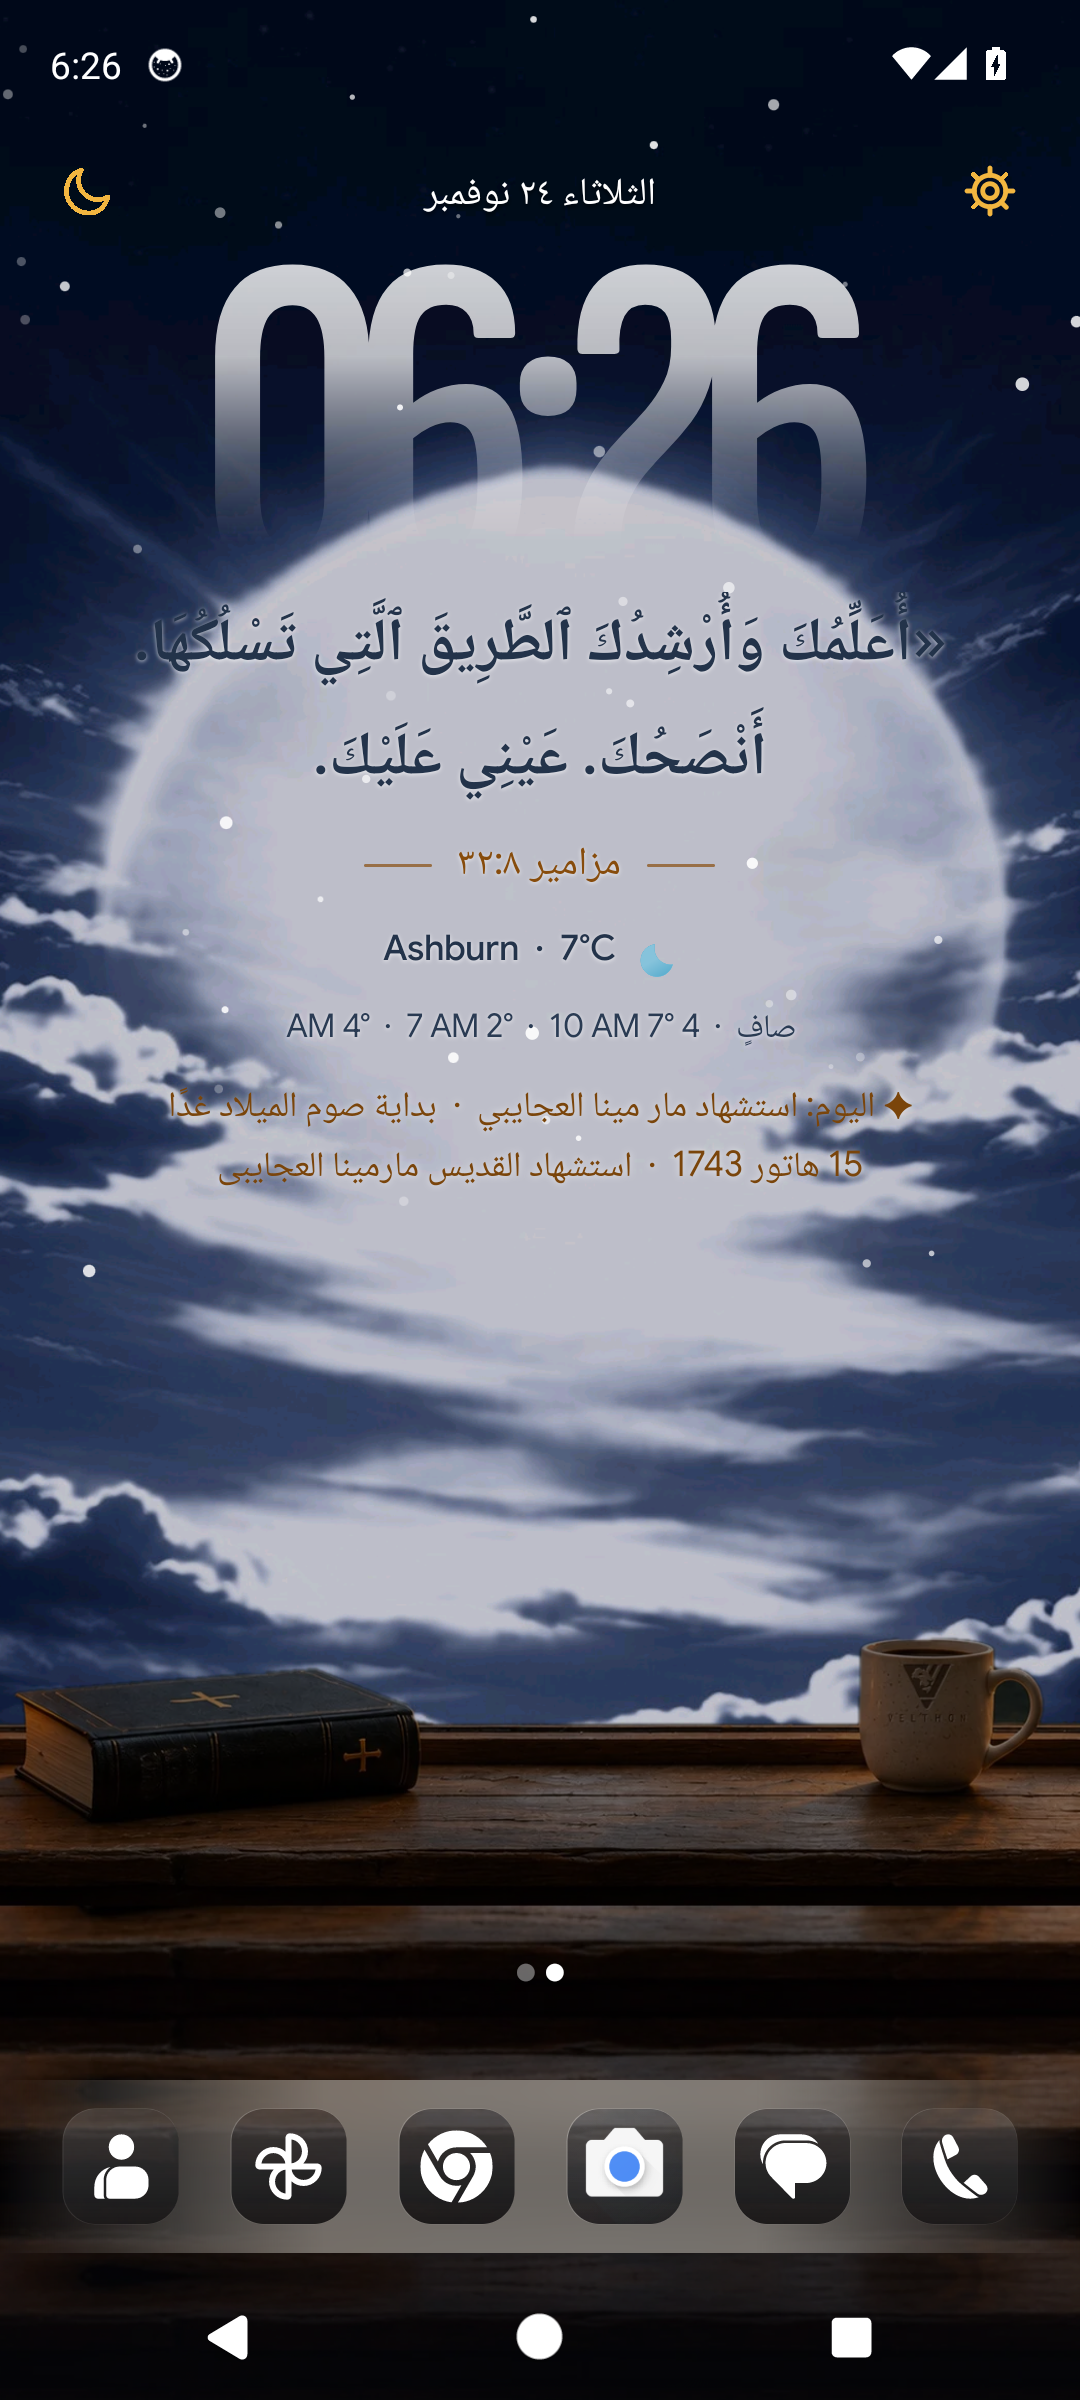 6:26
الثلاثاء ٢٤ نوفمبر
06:26
«أُعَلِّمُكَ وَأُرْشِدُكَ ٱلطَّرِيقَ ٱلَّتِي تَسْلُكُهَا.
أَنْصَحُكَ. عَيْنِي عَلَيْكَ.
مزامير ٣٢:٨
Ashburn · 7°C
صافٍ · 4 AM 4° · 7 AM 2° · 10 AM 7°
✦ اليوم: استشهاد مار مينا العجايبي · بداية صوم الميلاد غدًا
15 هاتور 1743 · استشهاد القديس مارمينا العجايبى
VELTHON